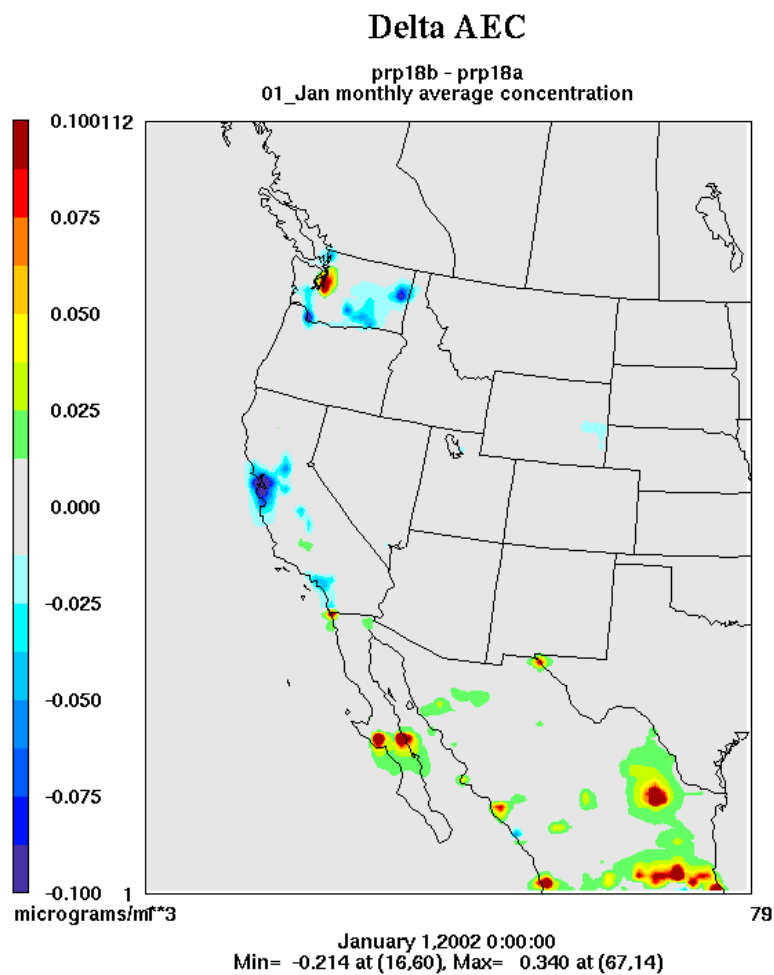 Delta AEC
prp18b - prp18a
01_Jan monthly average concentration
0.100
112
0.075
0.050
0.025
0.000
-0.025
-0.050
-0.075
-0.100
1
micrograms/m**3
79
January 1,2002 0:00:00
Min= -0.214 at (16,60), Max= 0.340 at (67,14)